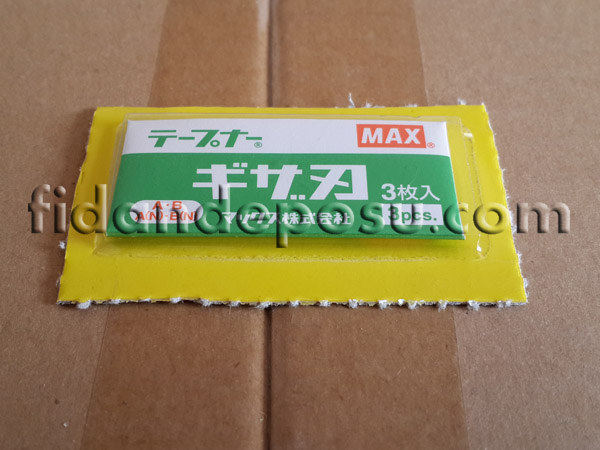 テープナー®
MAX®
ギザ刃
3枚入
3pcs.
A・B
A(N)・B(N)
マックス株式会社
fidandeposu.com